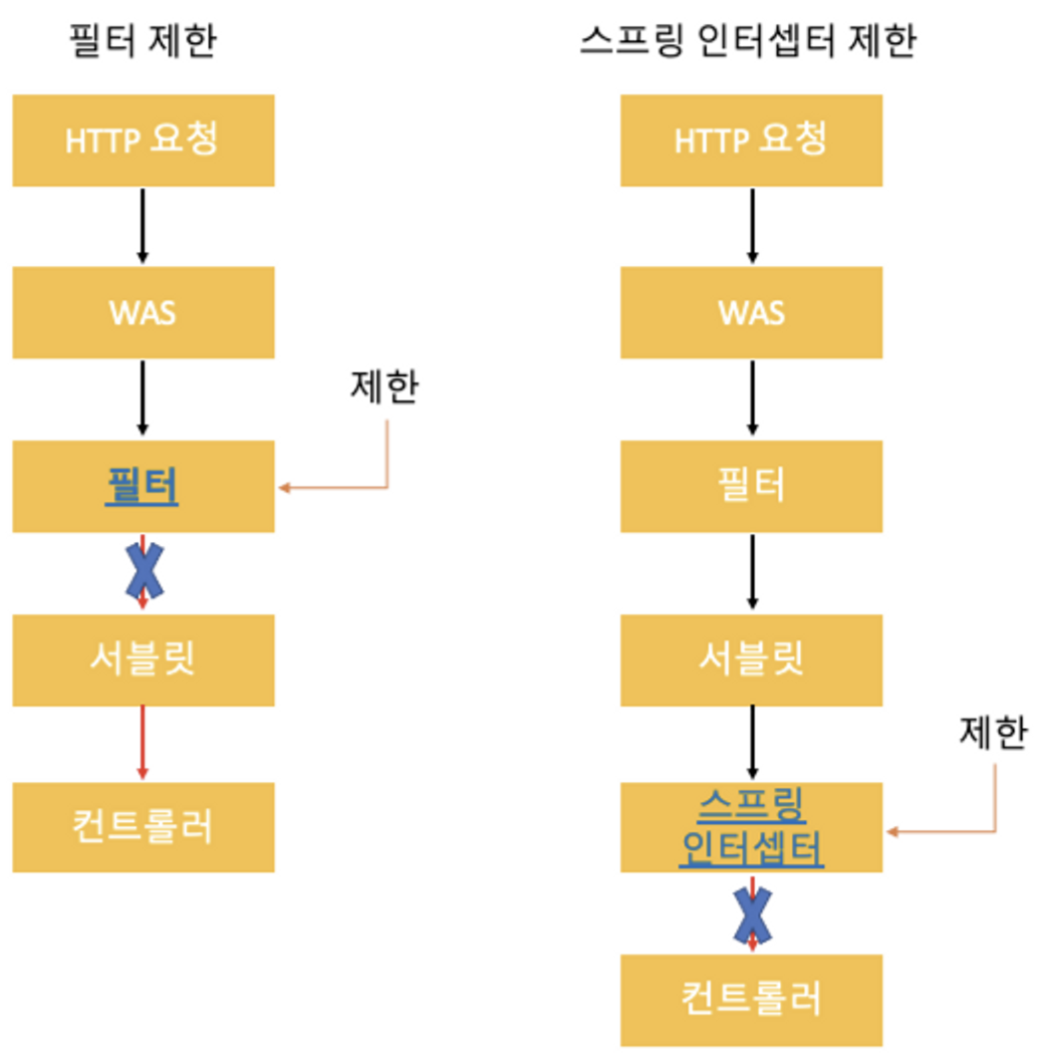 필터 제한
HTTP 요청
WAS
제한
필터
서블릿
컨트롤러
스프링 인터셉터 제한
HTTP 요청
WAS
필터
서블릿
제한
스프링
인터셉터
컨트롤러